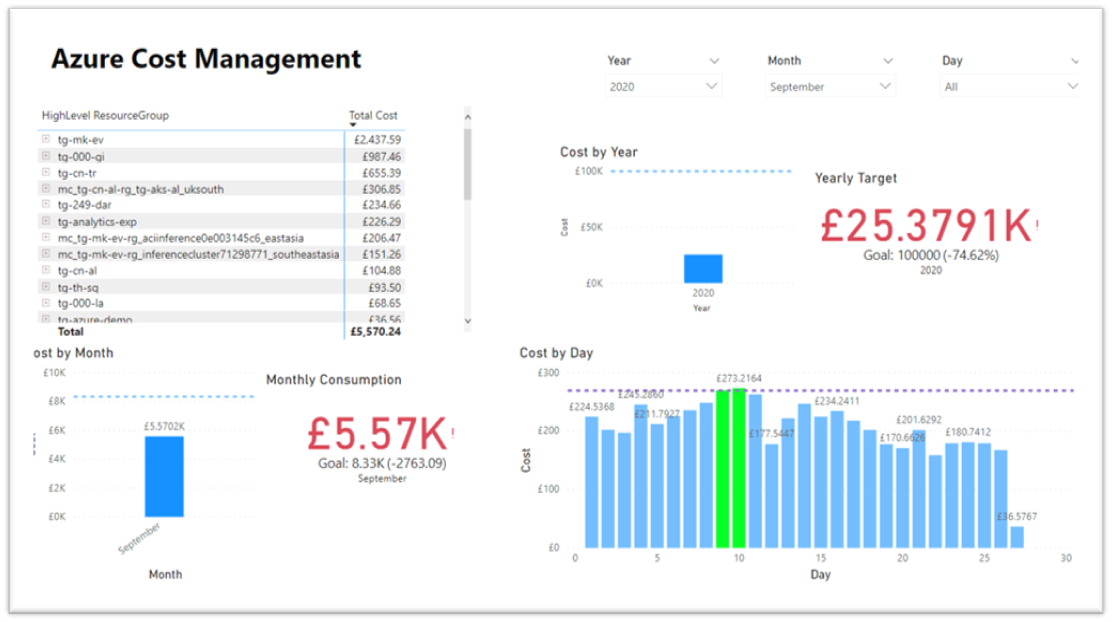 Azure Cost Management
Year
Month
Day
2020
September
All
HighLevel ResourceGroup Total Cost
tg-mk-ev £2,437.59
tg-000-gi £987.46
tg-cn-tr £655.39
mc_tg-cn-al-rg_tg-aks-al_uksouth £306.85
tg-249-dar £234.66
tg-analytics-exp £226.29
mc_tg-mk-ev-rg_aciinference0e003145c6_eastasia £206.47
mc_tg-mk-ev-rg_inferencecluster71298771_southeastasia £151.26
tg-cn-al £104.88
tg-th-sq £93.50
tg-000-la £68.65
tg-azure-demo £36.56
Total £5,570.24
Cost by Year
£100K
£50K
£0K
Cost
2020
Year
Yearly Target
£25.3791K!
Goal: 100000 (-74.62%)
2020
ost by Month
£10K
£8K
£6K
£4K
£2K
£0K
£5.5702K
September
Month
Monthly Consumption
£5.57K!
Goal: 8.33K (-2763.09)
September
Cost by Day
£300
£200
£100
£0
Cost
£224.5368
£245.2860
£211.7927
£273.2164
£177.5447
£234.2411
£170.6626
£201.6292
£180.7412
£36.5767
0 5 10 15 20 25 30
Day